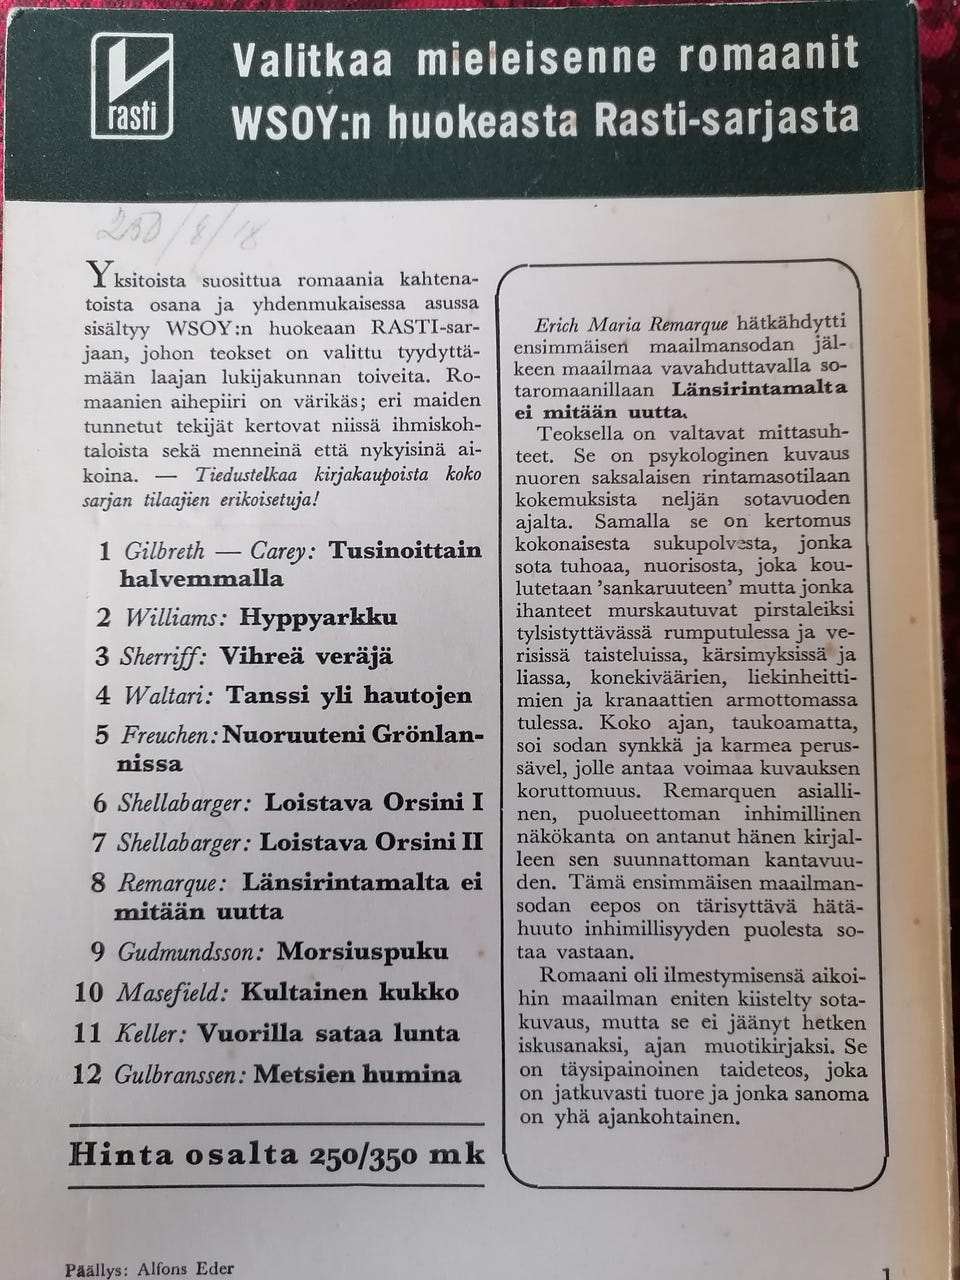 rasti
Valitkaa mieleisenne romaanit
WSOY:n huokeasta Rasti-sarjasta
250/8/18
Yksitoista suosittua romaania kahtena-
toista osana ja yhdenmukaisessa asussa
sisältyy WSOY:n huokeaan RASTI-sar-
jaan, johon teokset on valittu tyydyttä-
mään laajan lukijakunnan toiveita. Ro-
maanien aihepiiri on värikäs; eri maiden
tunnetut tekijät kertovat niissä ihmiskoh-
taloista sekä menneinä että nykyisinä ai-
koina. — Tiedustelkaa kirjakaupoista koko
sarjan tilaajien erikoisetuja!
1 Gilbreth — Carey: Tusinoittain
halvemmalla
2 Williams: Hyppyarkku
3 Sherriff: Vihreä veräjä
4 Waltari: Tanssi yli hautojen
5 Freuchen: Nuoruuteni Grönlan-
nissa
6 Shellabarger: Loistava Orsini I
7 Shellabarger: Loistava Orsini II
8 Remarque: Länsirintamalta ei
mitään uutta
9 Gudmundsson: Morsiuspuku
10 Masefield: Kultainen kukko
11 Keller: Vuorilla sataa lunta
12 Gulbranssen: Metsien humina
Hinta osalta 250/350 mk
Päällys: Alfons Eder
Erich Maria Remarque hätkähdytti
ensimmäisen maailmansodan jäl-
keen maailmaa vavahduttavalla so-
taromaanillaan Länsirintamalta
ei mitään uutta.
Teoksella on valtavat mittasuh-
teet. Se on psykologinen kuvaus
nuoren saksalaisen rintamasotilaan
kokemuksista neljän sotavuoden
ajalta. Samalla se on kertomus
kokonaisesta sukupolvesta, jonka
sota tuhoaa, nuorisosta, joka kou-
lutetaan 'sankaruuteen' mutta jonka
ihanteet murskautuvat pirstaleiksi
tylsistyttävässä rumputulessa ja ve-
risissä taisteluissa, kärsimyksissä ja
liassa, konekiväärien, liekinheitti-
mien ja kranaattien armottomassa
tulessa. Koko ajan, taukoamatta,
soi sodan synkkä ja karmea perus-
sävel, jolle antaa voimaa kuvauksen
koruttomuus. Remarquen asialli-
nen, puolueettoman inhimillinen
näkökanta on antanut hänen kirjal-
leen sen suunnattoman kantavuu-
den. Tämä ensimmäisen maailman-
sodan eepos on tärisyttävä hätä-
huuto inhimillisyyden puolesta so-
taa vastaan.
Romaani oli ilmestymisensä aikoi-
hin maailman eniten kiistelty sota-
kuvaus, mutta se ei jäänyt hetken
iskusanaksi, ajan muotikirjaksi. Se
on täysipainoinen taideteos, joka
on jatkuvasti tuore ja jonka sanoma
on yhä ajankohtainen.